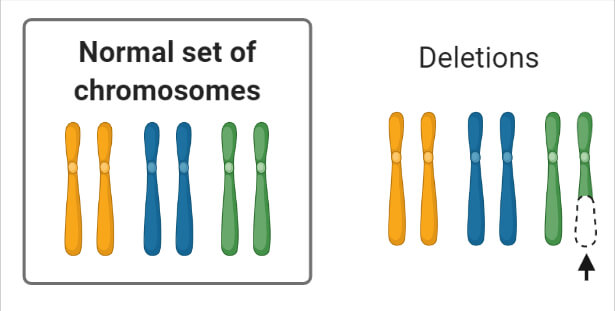 Normal set of
chromosomes
Deletions